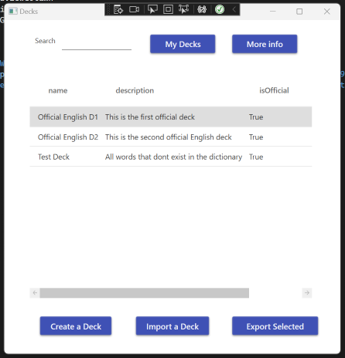 Decks
Search
My Decks
More info
name description isOfficial
Official English D1 This is the first official deck True
Official English D2 This is the second official English deck True
Test Deck All words that dont exist in the dictionary True
Create a Deck
Import a Deck
Export Selected